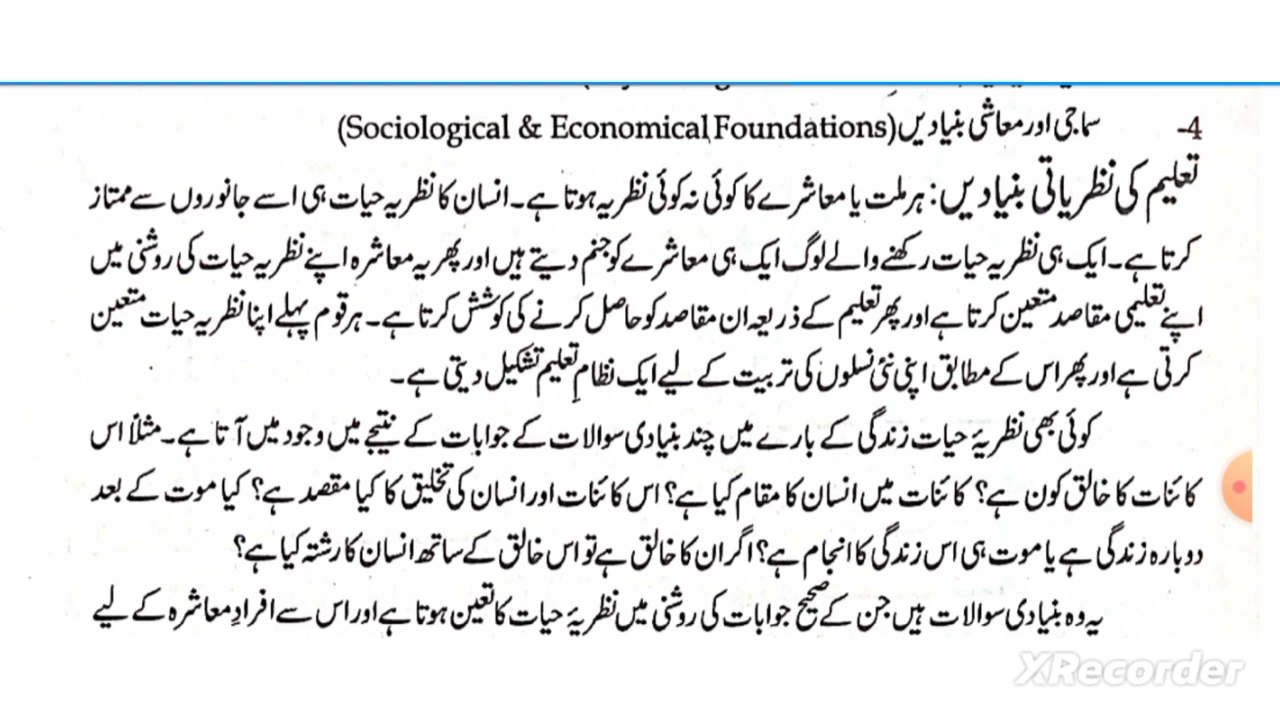 4- سماجی اور معاشی بنیادیں (Sociological & Economical Foundations)
تعلیم کی نظریاتی بنیادیں: ہر ملت یا معاشرے کا کوئی نہ کوئی نظریہ ہوتا ہے۔ انسان کا نظریہ حیات ہی اسے جانوروں سے ممتاز
کرتا ہے۔ ایک ہی نظریہ حیات رکھنے والے لوگ ایک ہی معاشرے کو جنم دیتے ہیں اور پھر یہ معاشرہ اپنے نظریہ حیات کی روشنی میں
اپنے تعلیمی مقاصد متعین کرتا ہے اور پھر تعلیم کے ذریعہ ان مقاصد کو حاصل کرنے کی کوشش کرتا ہے۔ ہر قوم پہلے اپنا نظریہ حیات متعین
کرتی ہے اور پھر اس کے مطابق اپنی نئی نسلوں کی تربیت کے لیے ایک نظامِ تعلیم تشکیل دیتی ہے۔
کوئی بھی نظریۂ حیات زندگی کے بارے میں چند بنیادی سوالات کے جوابات کے نتیجے میں وجود میں آتا ہے۔ مثلاً اس
کائنات کا خالق کون ہے؟ کائنات میں انسان کا مقام کیا ہے؟ اس کائنات اور انسان کی تخلیق کا کیا مقصد ہے؟ کیا موت کے بعد
دوبارہ زندگی ہے یا موت ہی اس زندگی کا انجام ہے؟ اگر ان کا خالق ہے تو اس خالق کے ساتھ انسان کا رشتہ کیا ہے؟
یہ وہ بنیادی سوالات ہیں جن کے صحیح جوابات کی روشنی میں نظریۂ حیات کا تعین ہوتا ہے اور اس سے افرادِ معاشرہ کے لیے
XRecorder